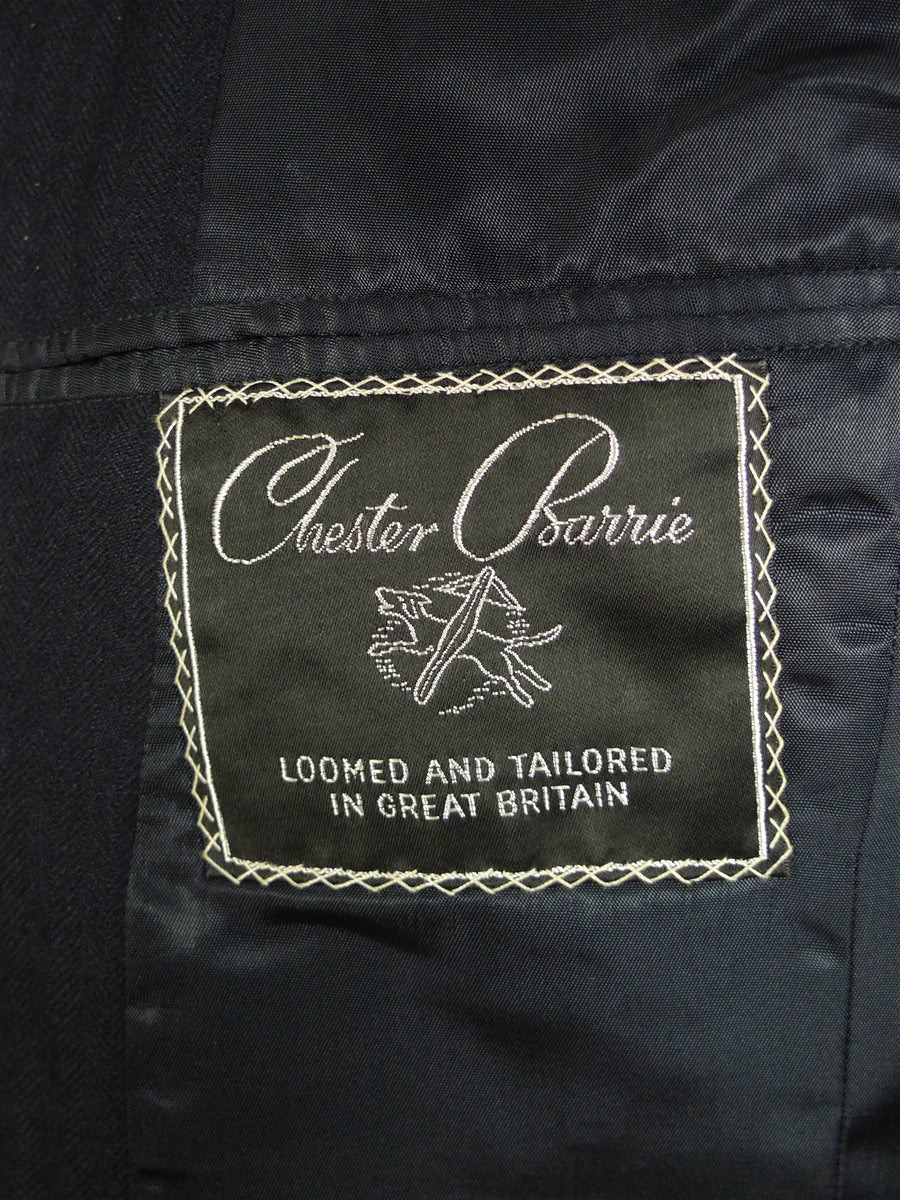 Chester Barrie
LOOMED AND TAILORED
IN GREAT BRITAIN